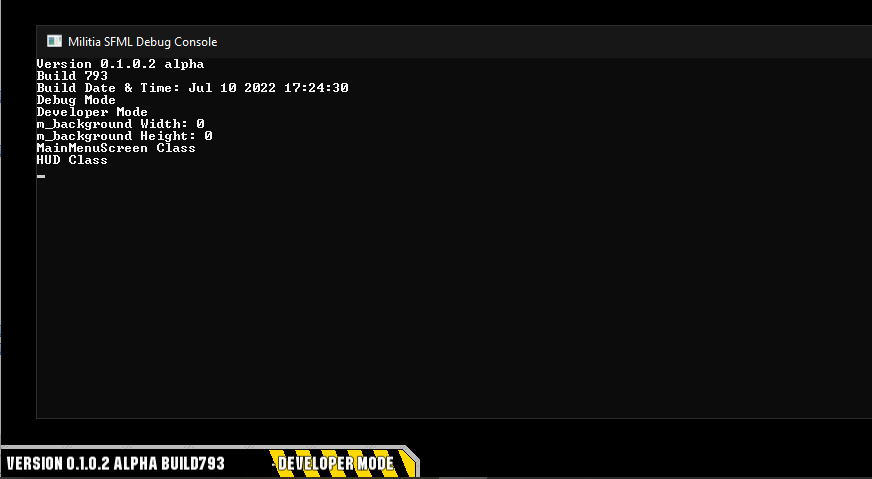 Militia SFML Debug Console
Version 0.1.0.2 alpha
Build 793
Build Date & Time: Jul 10 2022 17:24:30
Debug Mode
Developer Mode
m_background Width: 0
m_background Height: 0
MainMenuScreen Class
HUD Class
VERSION 0.1.0.2 ALPHA BUILD793 -DEVELOPER MODE